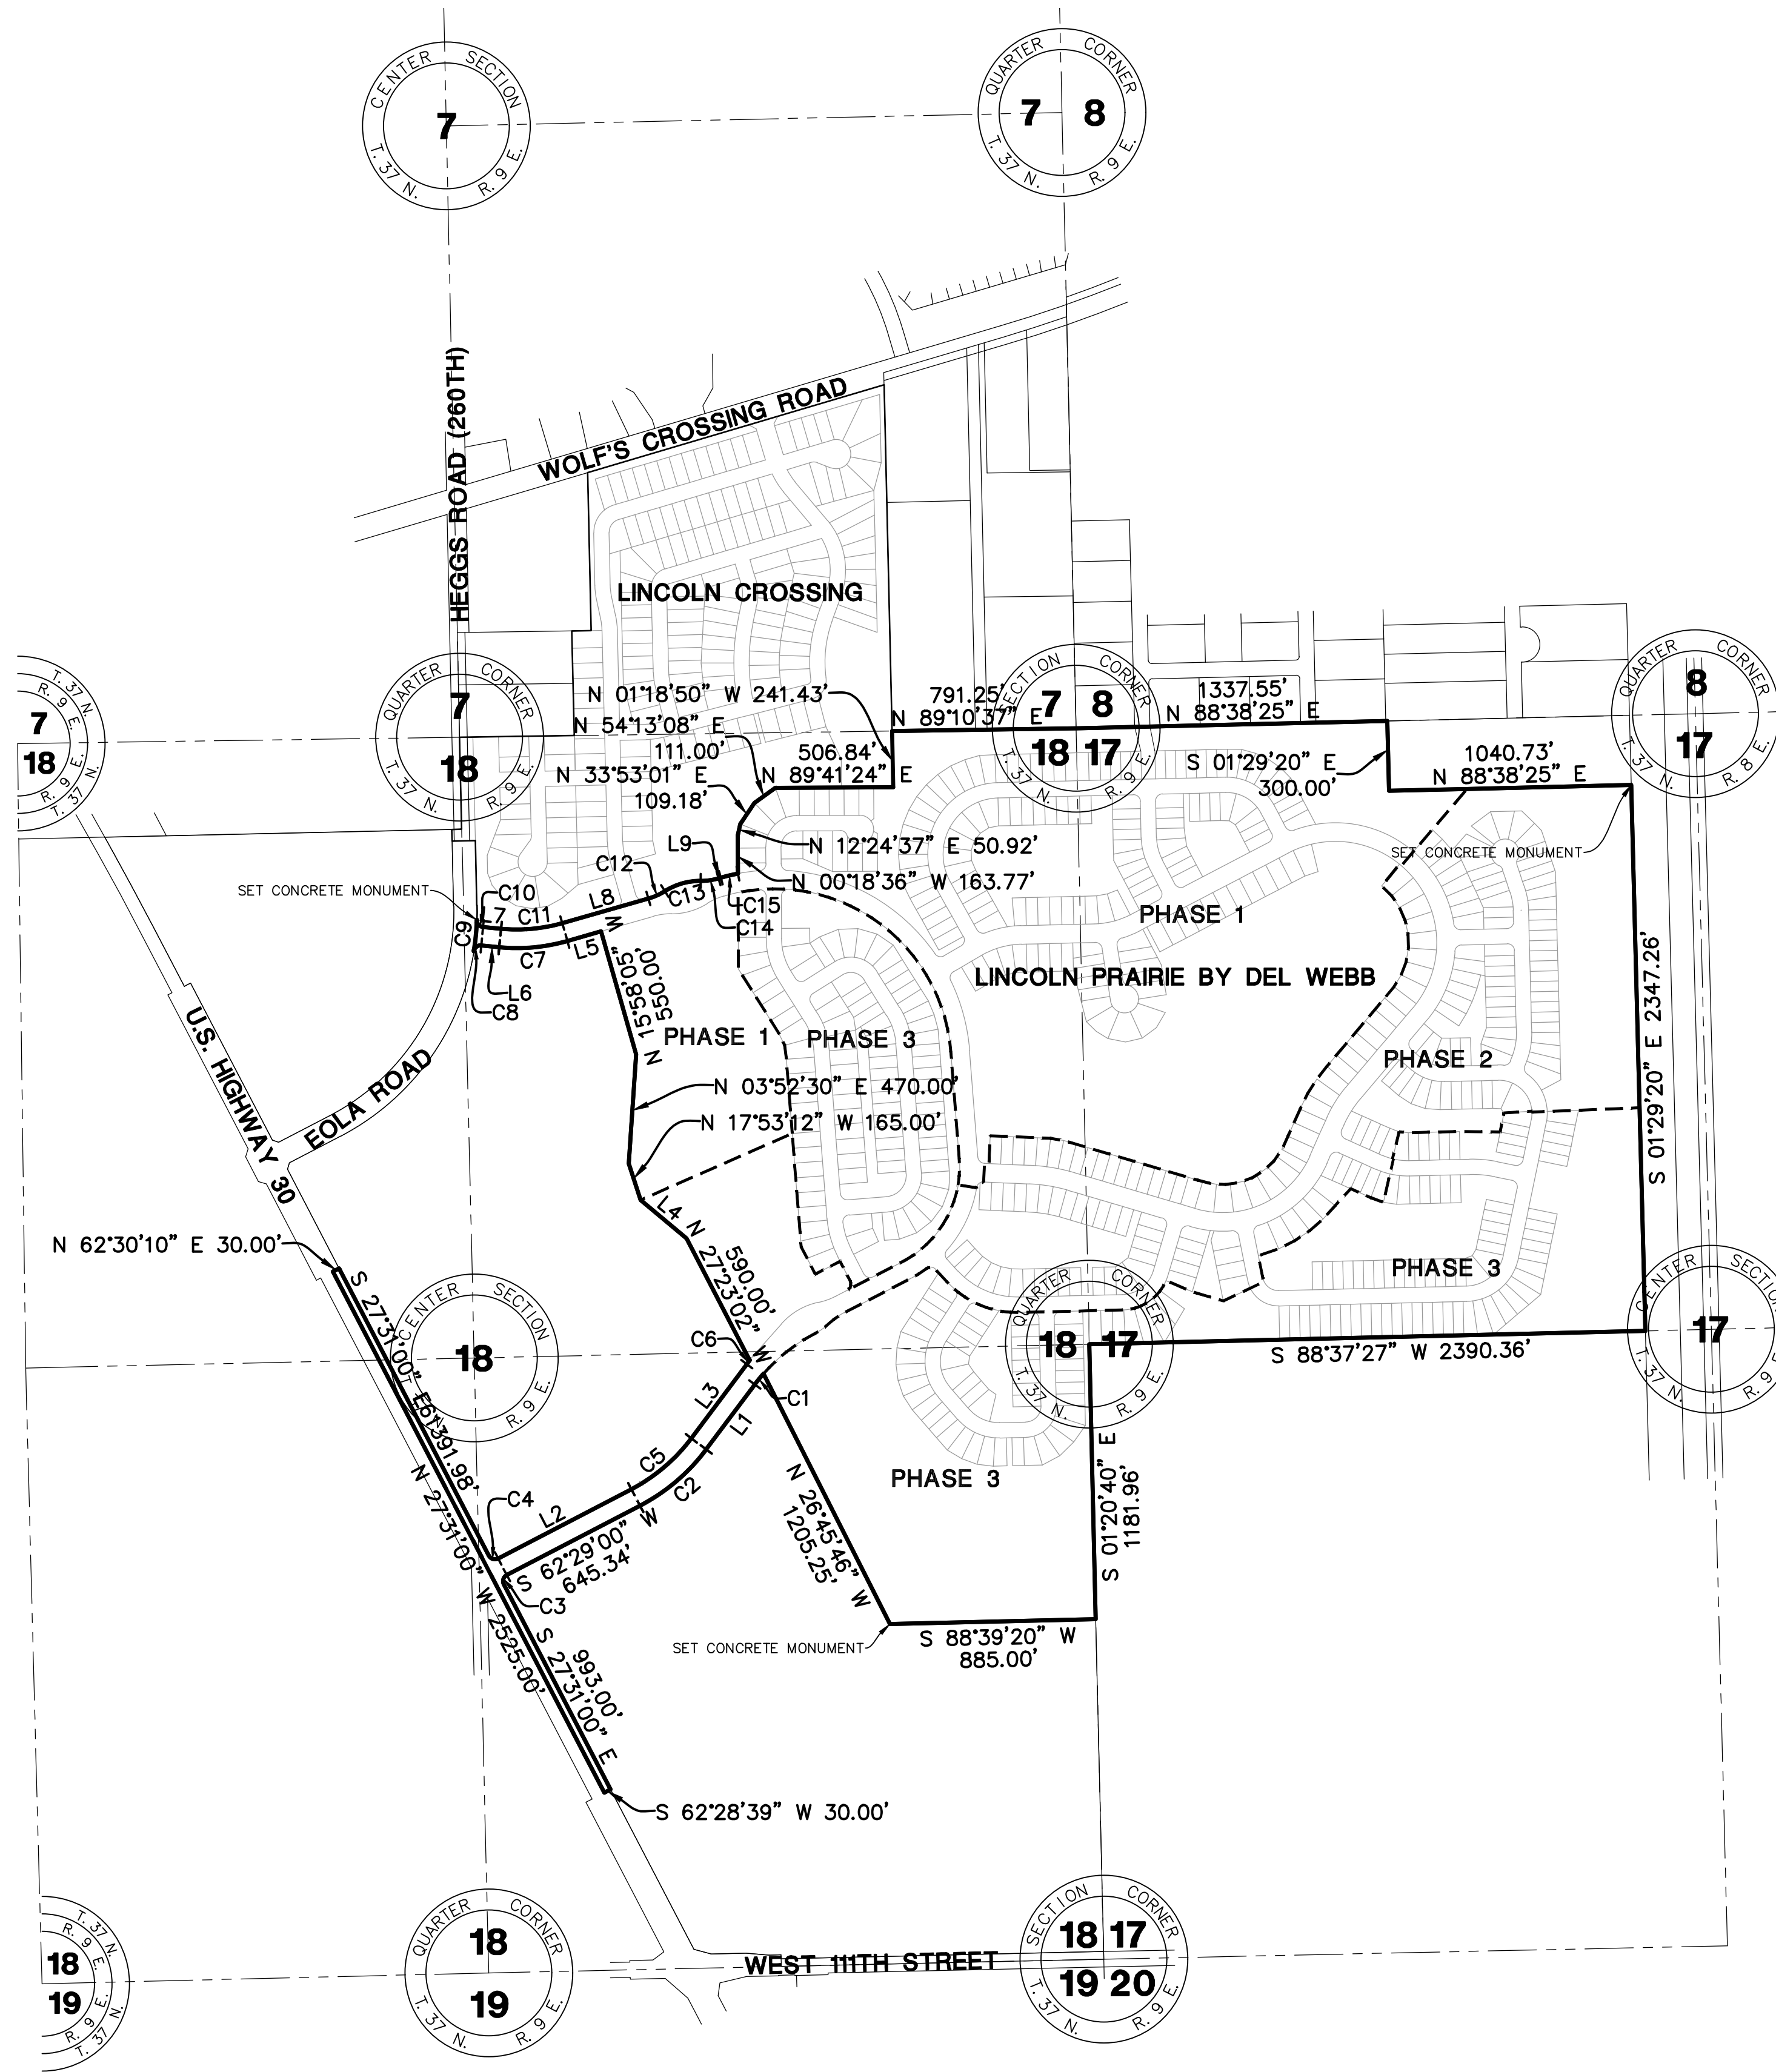 CENTER SECTION
7
T. 37 N. R. 9 E.
QUARTER CORNER
7 8
T. 37 N. R. 9 E.
HEGGS ROAD (260TH)
WOLF'S CROSSING ROAD
LINCOLN CROSSING
T. 37 N.
R. 9 E.
7
18
R. 9 E.
T. 37 N.
QUARTER CORNER
7
18
T. 37 N. R. 9 E.
N 01°18'50" W 241.43'
N 54°13'08" E
111.00'
N 33°53'01" E
109.18'
506.84'
N 89°41'24" E
791.25'
N 89°10'37" E
SECTION CORNER
7 8
18 17
T. 37 N. R. 9 E.
1337.55'
N 88°38'25" E
S 01°29'20" E
300.00'
1040.73'
N 88°38'25" E
QUARTER CORNER
8
17
T. 37 N. R. 8 E.
SET CONCRETE MONUMENT
N 12°24'37" E 50.92'
N 00°18'36" W 163.77'
L9
C12
C13
C15
C14
L8
SET CONCRETE MONUMENT
C10
7
C11
C9
C7
L5
L6
C8
N 15°58'05" W
550.00'
PHASE 1
LINCOLN PRAIRIE BY DEL WEBB
PHASE 1
PHASE 3
PHASE 2
S 01°29'20" E 2347.26'
N 03°52'30" E 470.00'
N 17°53'12" W 165.00'
U.S. HIGHWAY 30
EOLA ROAD
L4
N 27°23'02" W
590.00'
N 62°30'10" E 30.00'
S 27°31'00" E
1391.98'
CENTER SECTION
18
T. 37 N. R. 9 E.
C6
C1
L3
L1
C5
C2
L2
C4
QUARTER CORNER
18 17
T. 37 N. R. 9 E.
PHASE 3
CENTER SECTION
17
T. 37 N. R. 9
S 88°37'27" W 2390.36'
PHASE 3
S 01°20'40" E
1181.96'
N 26°45'46" W
1205.25'
N 27°31'00" W 2525.00'
S 62°29'00" W
645.34'
C3
S 27°31'00" E
993.00'
SET CONCRETE MONUMENT
S 88°39'20" W
885.00'
S 62°28'39" W 30.00'
T. 37 N.
R. 9 E.
18
19
R. 9 E.
T. 37 N.
QUARTER CORNER
18
19
T. 37 N. R. 9 E.
WEST 111TH STREET
SECTION CORNER
18 17
19 20
T. 37 N. R. 9 E.